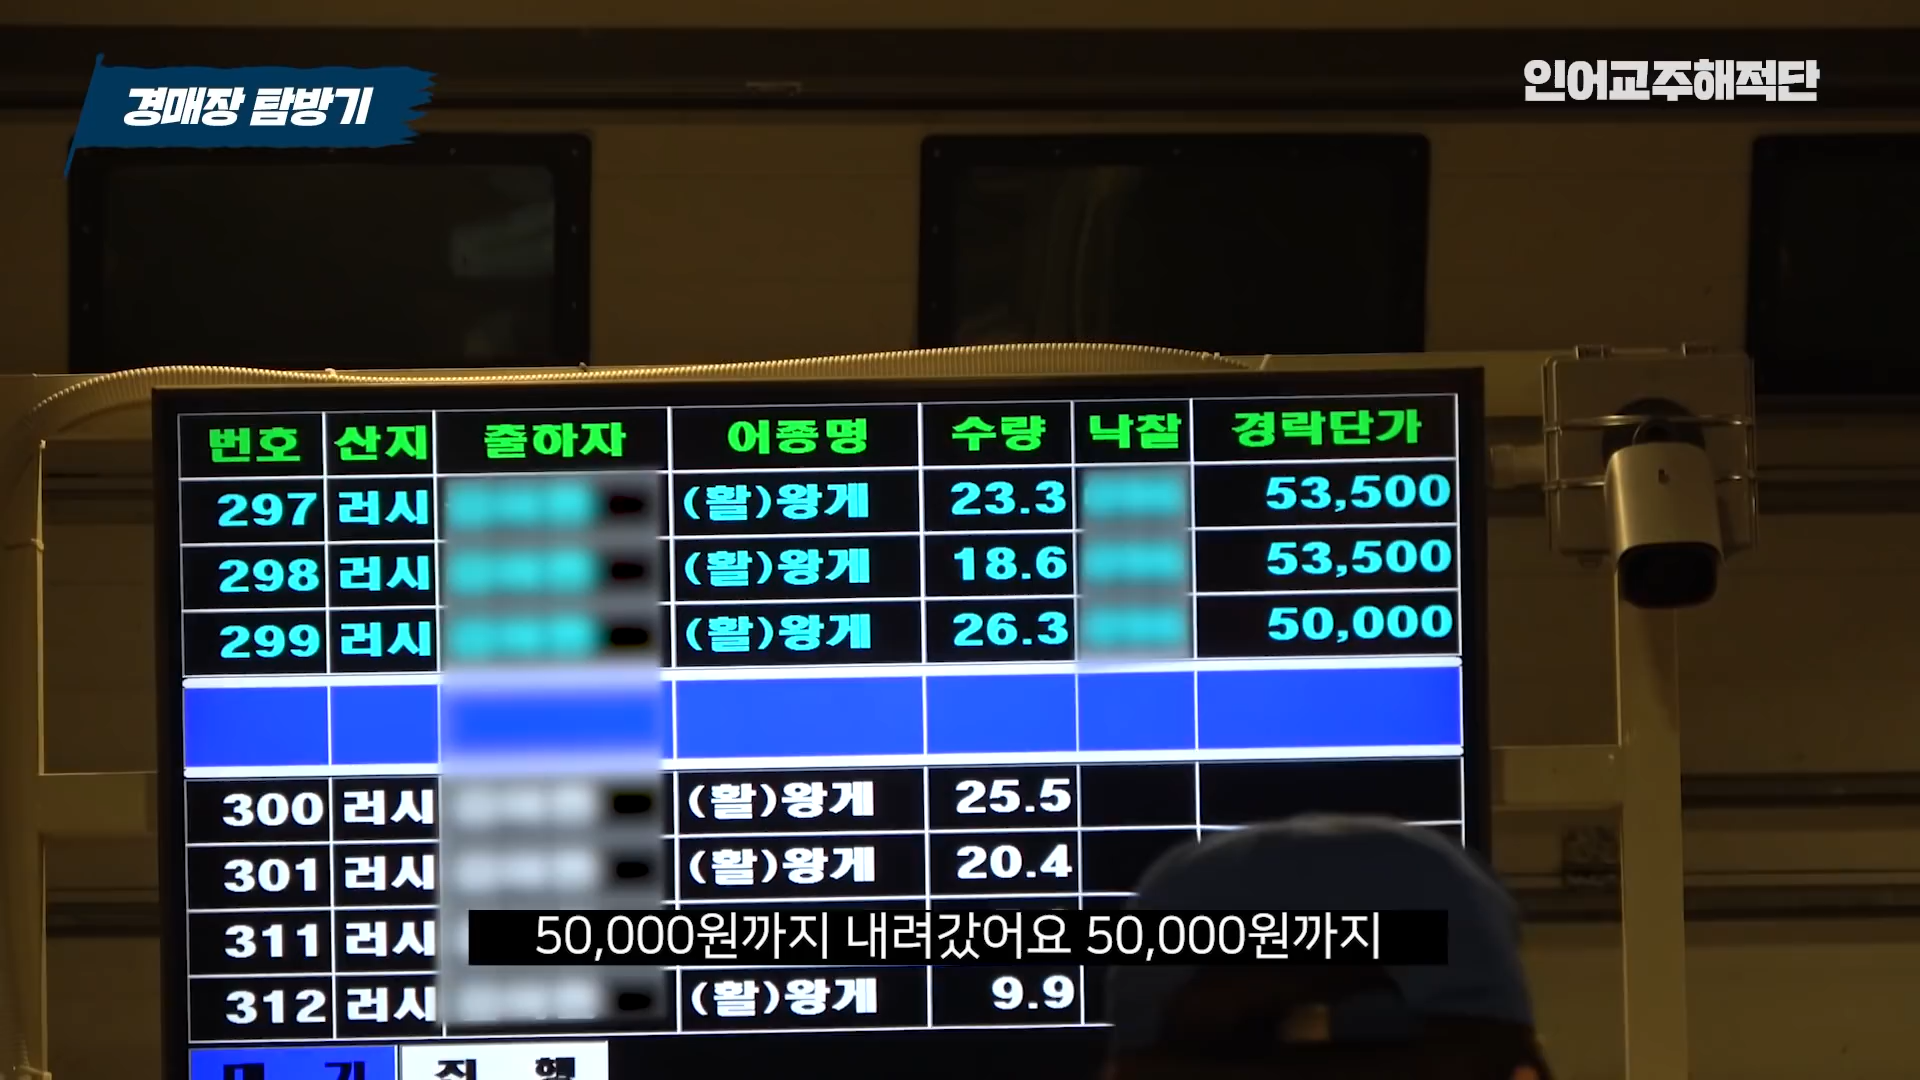 경매장 탐방기
인어교주해적단
번호 산지 출하자 어종명 수량 낙찰 경락단가
297 러시 (활)왕게 23.3 53,500
298 러시 (활)왕게 18.6 53,500
299 러시 (활)왕게 26.3 50,000
300 러시 (활)왕게 25.5
301 러시 (활)왕게 20.4
311 러시
50,000원까지 내려갔어요 50,000원까지
312 러시 (활)왕게 9.9